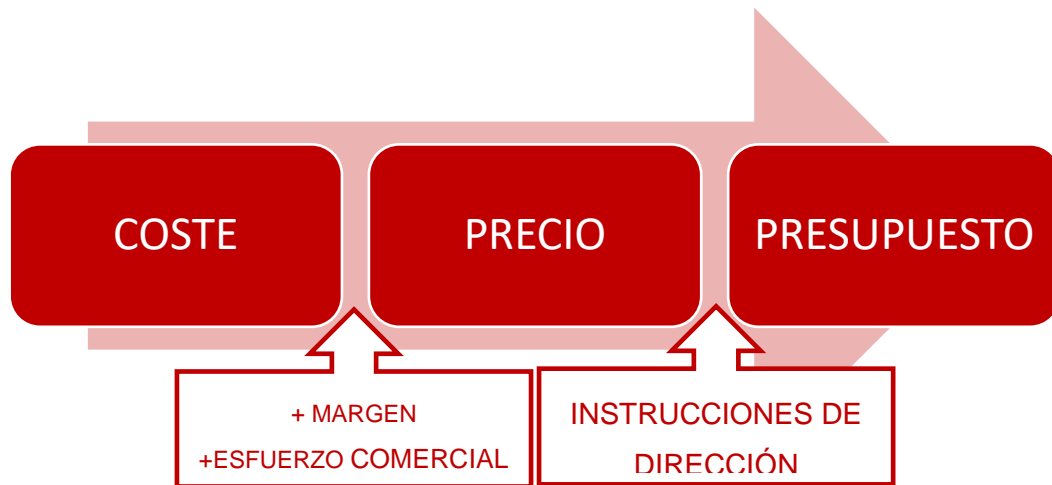 COSTE
PRECIO
PRESUPUESTO
+ MARGEN
+ESFUERZO COMERCIAL
INSTRUCCIONES DE
DIRECCIÓN